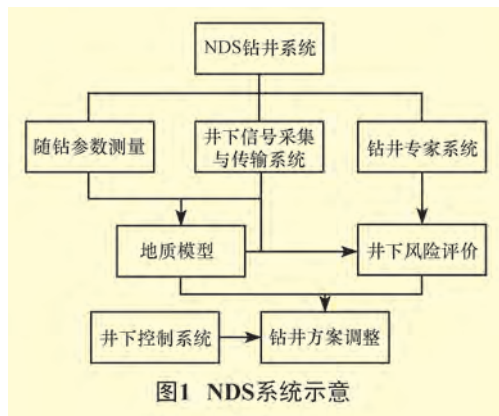 NDS钻井系统
随钻参数测量
井下信号采集
与传输系统
钻井专家系统
地质模型
井下风险评价
井下控制系统
钻井方案调整
图1 NDS系统示意